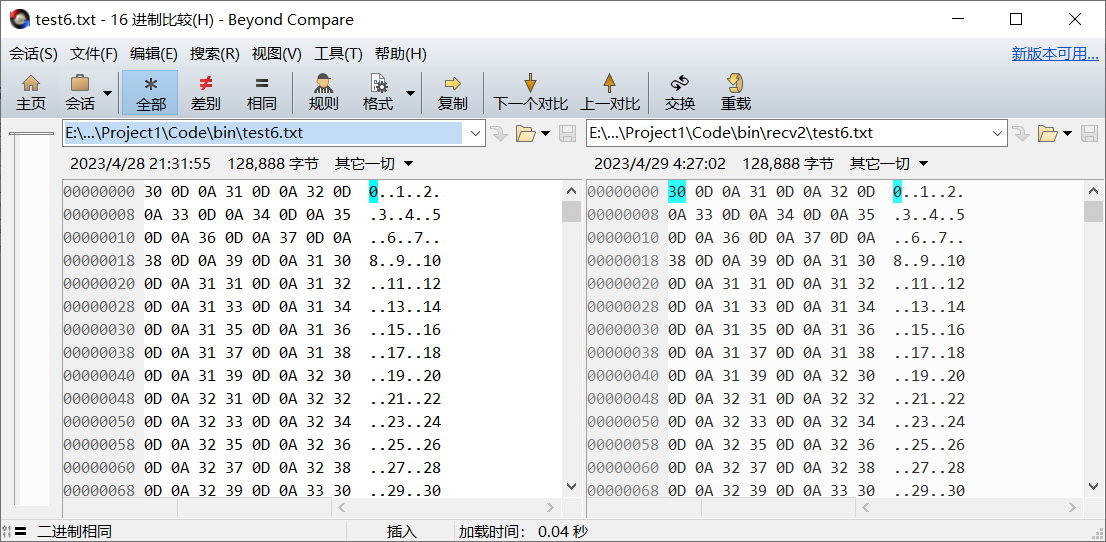 test6.txt - 16 进制比较(H) - Beyond Compare
会话(S) 文件(F) 编辑(E) 搜索(R) 视图(V) 工具(T) 帮助(H) 新版本可用...
主页 会话 全部 差别 相同 规则 格式 复制 下一个对比 上一对比 交换 重载
E:\...\Project1\Code\bin\test6.txt E:\...\Project1\Code\bin\recv2\test6.txt
2023/4/28 21:31:55 128,888 字节 其它一切 2023/4/29 4:27:02 128,888 字节 其它一切
00000000 30 0D 0A 31 0D 0A 32 0D 0..1..2. 00000000 30 0D 0A 31 0D 0A 32 0D 0..1..2.
00000008 0A 33 0D 0A 34 0D 0A 35 .3..4..5 00000008 0A 33 0D 0A 34 0D 0A 35 .3..4..5
00000010 0D 0A 36 0D 0A 37 0D 0A ..6..7.. 00000010 0D 0A 36 0D 0A 37 0D 0A ..6..7..
00000018 38 0D 0A 39 0D 0A 31 30 8..9..10 00000018 38 0D 0A 39 0D 0A 31 30 8..9..10
00000020 0D 0A 31 31 0D 0A 31 32 ..11..12 00000020 0D 0A 31 31 0D 0A 31 32 ..11..12
00000028 0D 0A 31 33 0D 0A 31 34 ..13..14 00000028 0D 0A 31 33 0D 0A 31 34 ..13..14
00000030 0D 0A 31 35 0D 0A 31 36 ..15..16 00000030 0D 0A 31 35 0D 0A 31 36 ..15..16
00000038 0D 0A 31 37 0D 0A 31 38 ..17..18 00000038 0D 0A 31 37 0D 0A 31 38 ..17..18
00000040 0D 0A 31 39 0D 0A 32 30 ..19..20 00000040 0D 0A 31 39 0D 0A 32 30 ..19..20
00000048 0D 0A 32 31 0D 0A 32 32 ..21..22 00000048 0D 0A 32 31 0D 0A 32 32 ..21..22
00000050 0D 0A 32 33 0D 0A 32 34 ..23..24 00000050 0D 0A 32 33 0D 0A 32 34 ..23..24
00000058 0D 0A 32 35 0D 0A 32 36 ..25..26 00000058 0D 0A 32 35 0D 0A 32 36 ..25..26
00000060 0D 0A 32 37 0D 0A 32 38 ..27..28 00000060 0D 0A 32 37 0D 0A 32 38 ..27..28
00000068 0D 0A 32 39 0D 0A 33 30 ..29..30 00000068 0D 0A 32 39 0D 0A 33 30 ..29..30
二进制相同 插入 加载时间: 0.04 秒